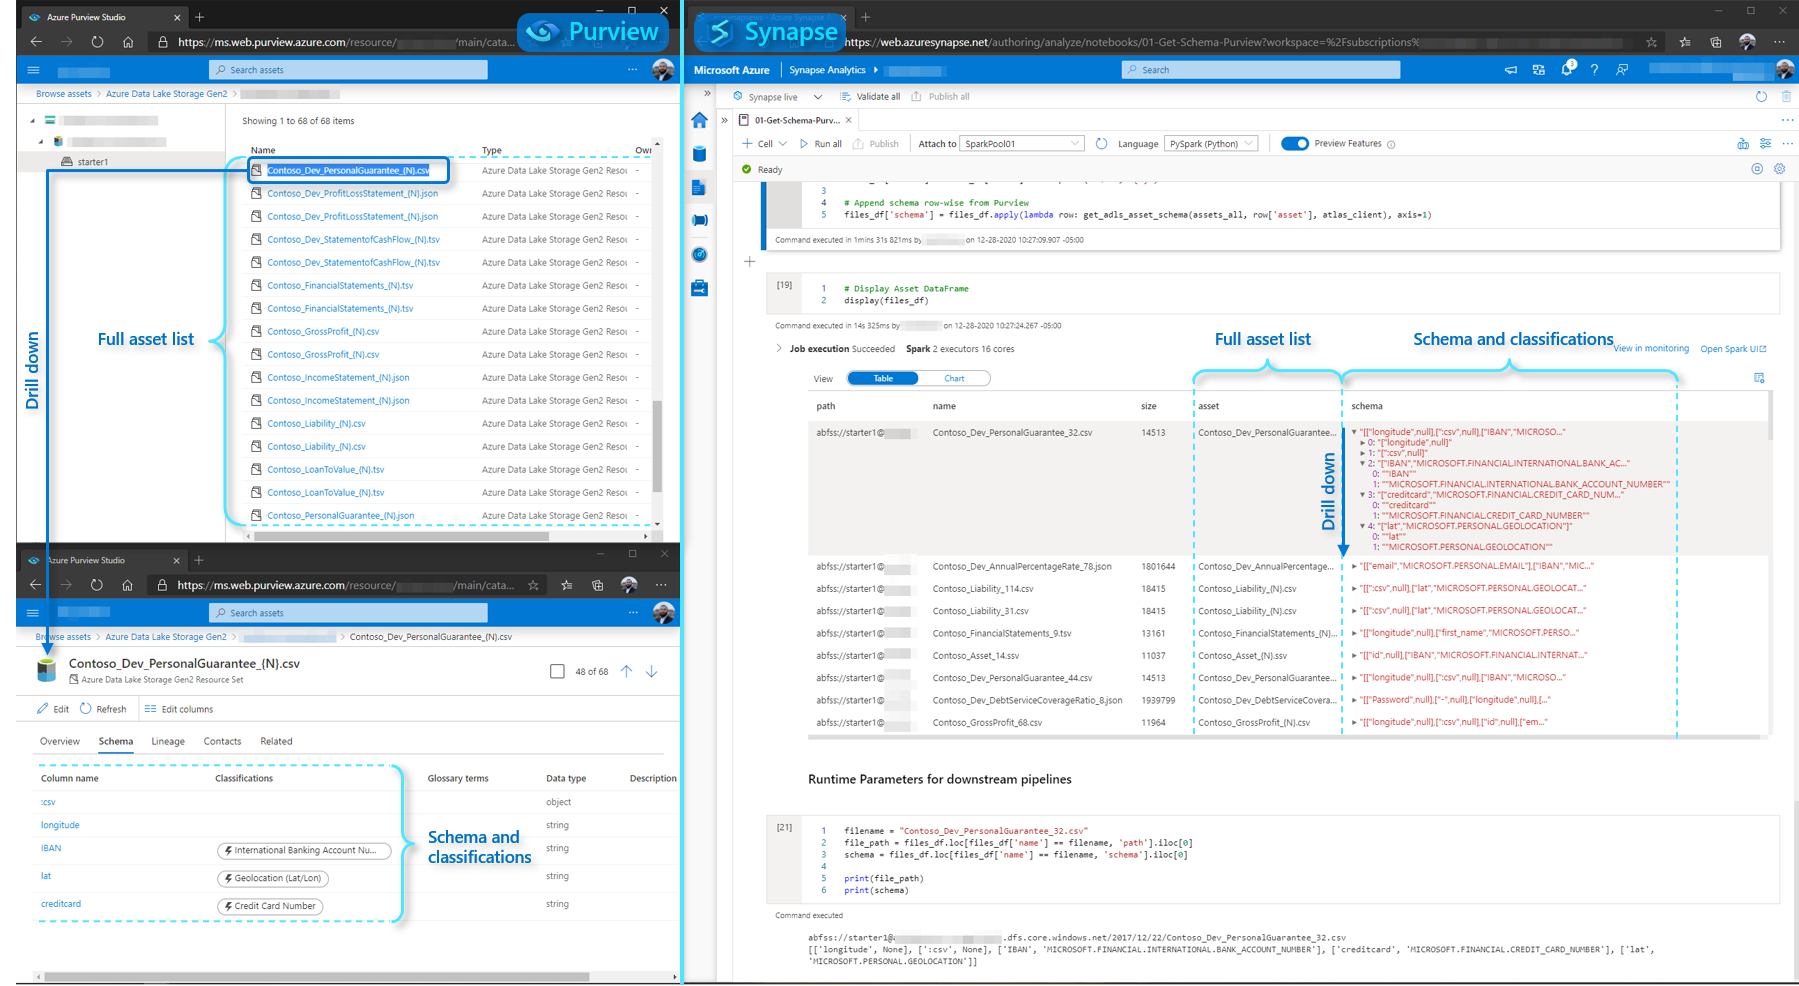 Azure Purview Studio
Purview
https://ms.web.purview.azure.com/resource/ /main/cata...
Search assets
Browse assets > Azure Data Lake Storage Gen2 >
starter1
Showing 1 to 68 of 68 items
Name Type Own
Contoso_Dev_PersonalGuarantee_{N}.csv Azure Data Lake Storage Gen2 Resou -
Contoso_Dev_ProfitLossStatement_{N}.json Azure Data Lake Storage Gen2 Resou -
Contoso_Dev_ProfitLossStatement_{N}.json Azure Data Lake Storage Gen2 Resou -
Contoso_Dev_StatementofCashFlow_{N}.tsv Azure Data Lake Storage Gen2 Resou -
Contoso_Dev_StatementofCashFlow_{N}.tsv Azure Data Lake Storage Gen2 Resou -
Contoso_FinancialStatements_{N}.tsv Azure Data Lake Storage Gen2 Resou -
Contoso_FinancialStatements_{N}.tsv Azure Data Lake Storage Gen2 Resou -
Contoso_GrossProfit_{N}.csv Azure Data Lake Storage Gen2 Resou -
Contoso_GrossProfit_{N}.csv Azure Data Lake Storage Gen2 Resou -
Contoso_IncomeStatement_{N}.json Azure Data Lake Storage Gen2 Resou -
Contoso_IncomeStatement_{N}.json Azure Data Lake Storage Gen2 Resou -
Contoso_Liability_{N}.csv Azure Data Lake Storage Gen2 Resou -
Contoso_Liability_{N}.csv Azure Data Lake Storage Gen2 Resou -
Contoso_LoanToValue_{N}.tsv Azure Data Lake Storage Gen2 Resou -
Contoso_LoanToValue_{N}.tsv Azure Data Lake Storage Gen2 Resou -
Contoso_PersonalGuarantee_{N}.json Azure Data Lake Storage Gen2 Resou -
Full asset list
Drill down
Azure Purview Studio
https://ms.web.purview.azure.com/resource/ /main/cata...
Search assets
Browse assets > Azure Data Lake Storage Gen2 > > Contoso_Dev_PersonalGuarantee_{N}.csv
Contoso_Dev_PersonalGuarantee_{N}.csv
Azure Data Lake Storage Gen2 Resource Set
48 of 68
Edit Refresh Edit columns
Overview Schema Lineage Contacts Related
Column name Classifications Glossary terms Data type Description
:csv object
longitude string
IBAN International Banking Account Nu... string
lat Geolocation (Lat/Lon) string
creditcard Credit Card Number string
Schema and
classifications
Synapse
https://web.azuresynapse.net/authoring/analyze/notebooks/01-Get-Schema-Purview?workspace=%2Fsubscriptions%
Microsoft Azure Synapse Analytics
Search
3
Synapse live Validate all Publish all
01-Get-Schema-Purv...
Cell Run all Publish Attach to SparkPool01 Language PySpark (Python) Preview Features
Ready
3
4 # Append schema row-wise from Purview
5 files_df['schema'] = files_df.apply(lambda row: get_adls_asset_schema(assets_all, row['asset'], atlas_client), axis=1)
Command executed in 1mins 31s 821ms by on 12-28-2020 10:27:09.907 -05:00
[19]
1 # Display Asset DataFrame
2 display(files_df)
Command executed in 14s 325ms by on 12-28-2020 10:27:24.267 -05:00
Job execution Succeeded Spark 2 executors 16 cores
View in monitoring Open Spark UI
Full asset list
Schema and classifications
View Table Chart
path name size asset schema
abfss://starter1@ Contoso_Dev_PersonalGuarantee_32.csv 14513 Contoso_Dev_PersonalGuarantee... "[["longitude",null],[":csv",null],["IBAN","MICROSO..."
0: "["longitude",null]"
1: "[":csv",null]"
2: "["IBAN","MICROSOFT.FINANCIAL.INTERNATIONAL.BANK_AC..."
0: ""IBAN""
1: ""MICROSOFT.FINANCIAL.INTERNATIONAL.BANK_ACCOUNT_NUMBER""
3: "["creditcard","MICROSOFT.FINANCIAL.CREDIT_CARD_NUM..."
0: ""creditcard""
1: ""MICROSOFT.FINANCIAL.CREDIT_CARD_NUMBER""
4: "["lat","MICROSOFT.PERSONAL.GEOLOCATION"]"
0: ""lat""
1: ""MICROSOFT.PERSONAL.GEOLOCATION""
Drill down
abfss://starter1@ Contoso_Dev_AnnualPercentageRate_78.json 1801644 Contoso_Dev_AnnualPercentage... "[["email","MICROSOFT.PERSONAL.EMAIL"],["IBAN","MIC..."
abfss://starter1@ Contoso_Liability_114.csv 18415 Contoso_Liability_{N}.csv "[[":csv",null],["lat","MICROSOFT.PERSONAL.GEOLOCAT..."
abfss://starter1@ Contoso_Liability_31.csv 18415 Contoso_Liability_{N}.csv "[[":csv",null],["lat","MICROSOFT.PERSONAL.GEOLOCAT..."
abfss://starter1@ Contoso_FinancialStatements_9.tsv 13161 Contoso_FinancialStatements_{N}... "[["longitude",null],["first_name","MICROSOFT.PERSO..."
abfss://starter1@ Contoso_Asset_14.ssv 11037 Contoso_Asset_{N}.ssv "[["id",null],["IBAN","MICROSOFT.FINANCIAL.INTERNAT..."
abfss://starter1@ Contoso_Dev_PersonalGuarantee_44.csv 14513 Contoso_Dev_PersonalGuarantee... "[["longitude",null],[":csv",null],["IBAN","MICROSO..."
abfss://starter1@ Contoso_Dev_DebtServiceCoverageRatio_8.json 1939799 Contoso_Dev_DebtServiceCovera... "[["Password",null],["-",null],["longitude",null],[..."
abfss://starter1@ Contoso_GrossProfit_68.csv 11964 Contoso_GrossProfit_{N}.csv "[["longitude",null],[":csv",null],["id",null],["em..."
Runtime Parameters for downstream pipelines
[21]
1 filename = "Contoso_Dev_PersonalGuarantee_32.csv"
2 file_path = files_df.loc[files_df['name'] == filename, 'path'].iloc[0]
3 schema = files_df.loc[files_df['name'] == filename, 'schema'].iloc[0]
4
5 print(file_path)
6 print(schema)
Command executed
abfss://starter1@ .dfs.core.windows.net/2017/12/22/Contoso_Dev_PersonalGuarantee_32.csv
[['longitude', None], [':csv', None], ['IBAN', 'MICROSOFT.FINANCIAL.INTERNATIONAL.BANK_ACCOUNT_NUMBER'], ['creditcard', 'MICROSOFT.FINANCIAL.CREDIT_CARD_NUMBER'], ['lat',
'MICROSOFT.PERSONAL.GEOLOCATION']]